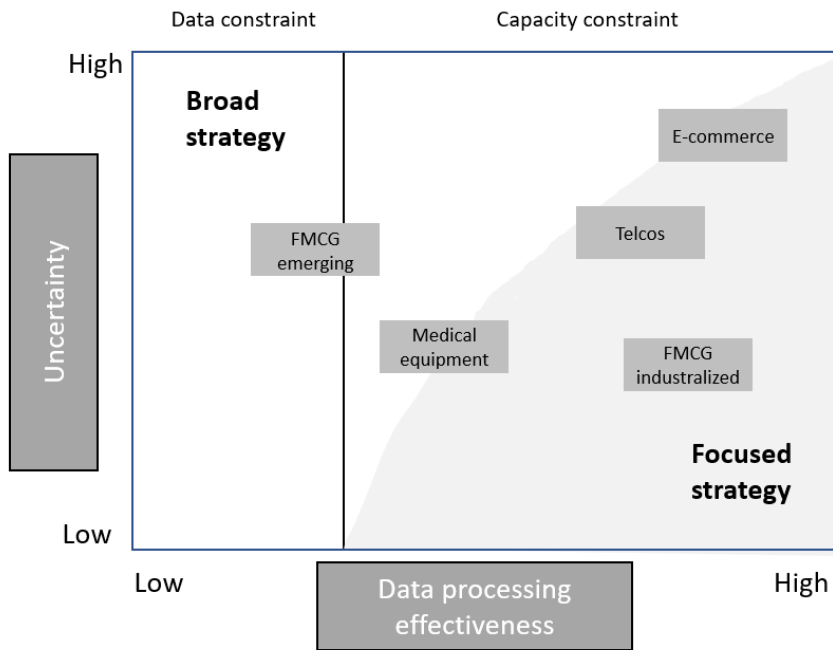 Data constraint
Capacity constraint
High
Broad
strategy
E-commerce
Telcos
FMCG
emerging
Uncertainty
Medical
equipment
FMCG
industralized
Focused
strategy
Low
Low
Data processing
effectiveness
High